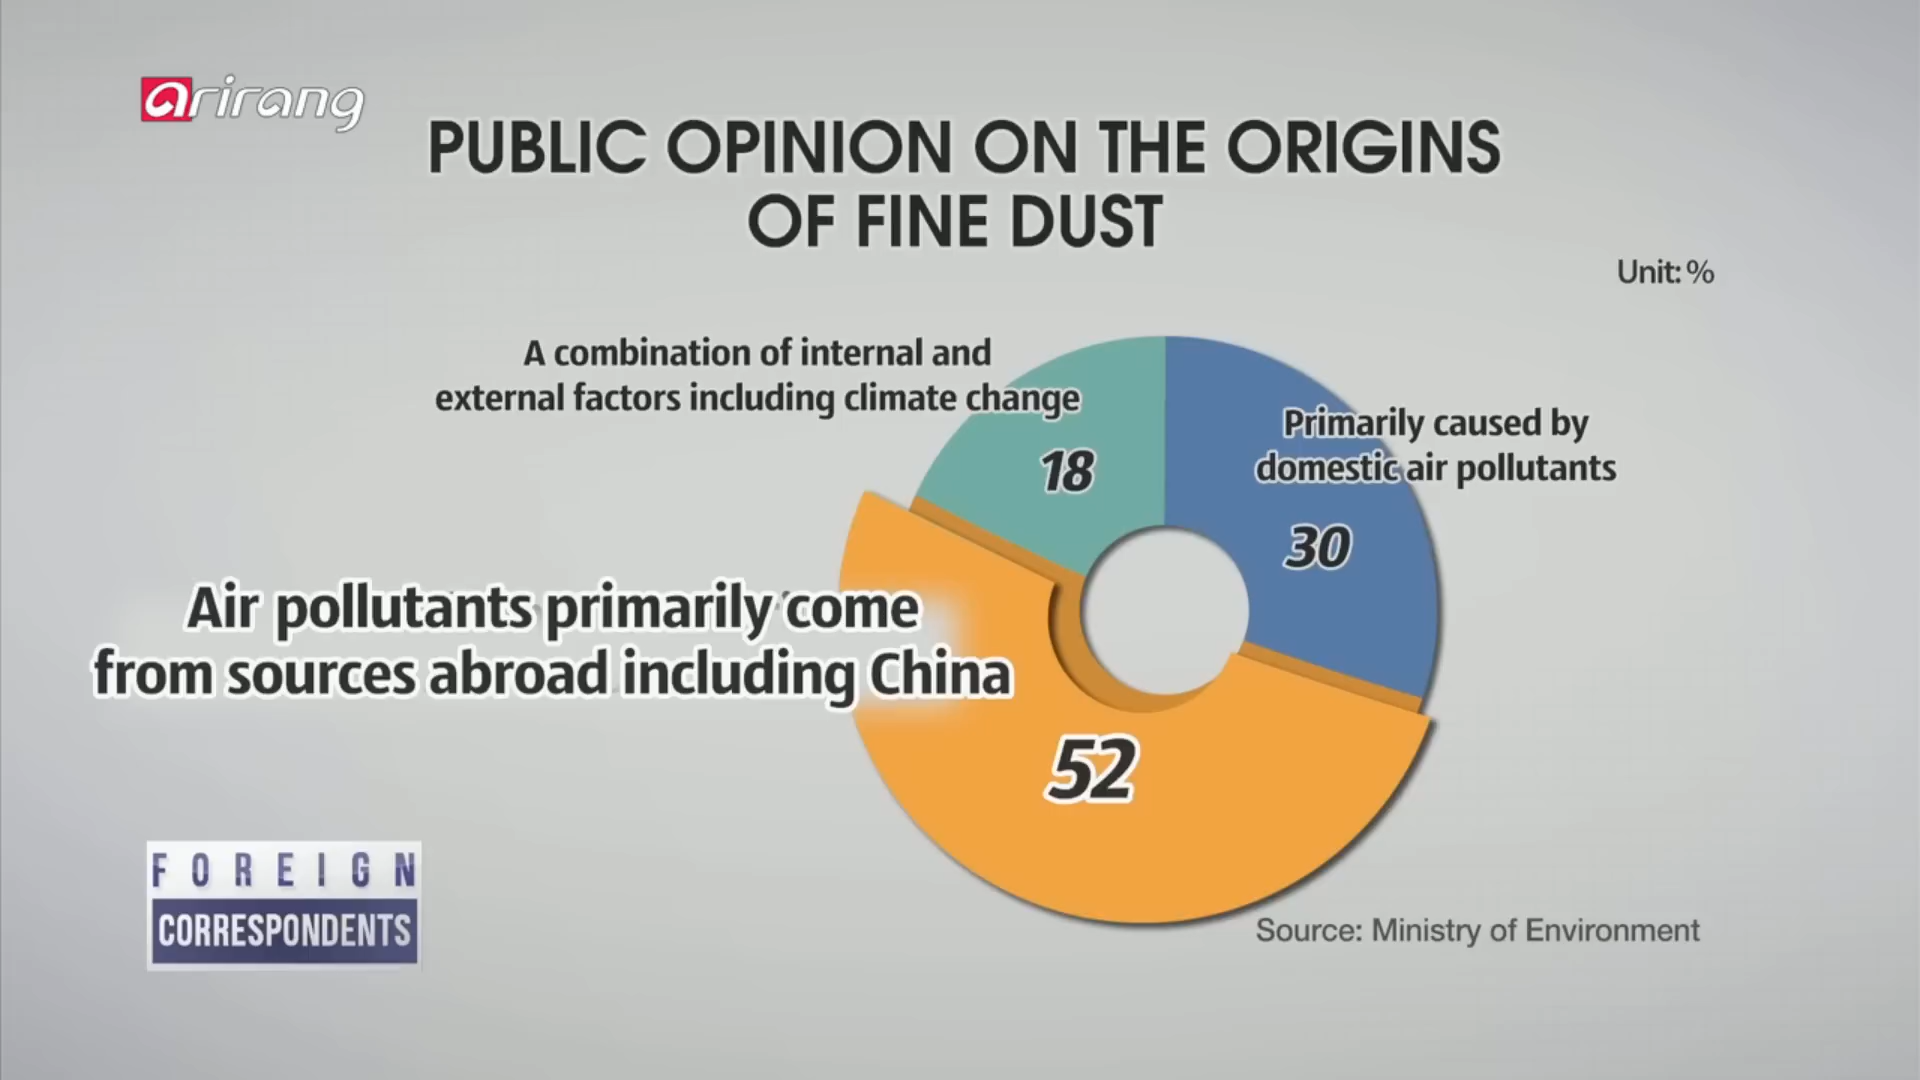 arirang
PUBLIC OPINION ON THE ORIGINS
OF FINE DUST
Unit: %
A combination of internal and
external factors including climate change
18
Primarily caused by
domestic air pollutants
30
Air pollutants primarily come
from sources abroad including China
52
FOREIGN
CORRESPONDENTS
Source: Ministry of Environment